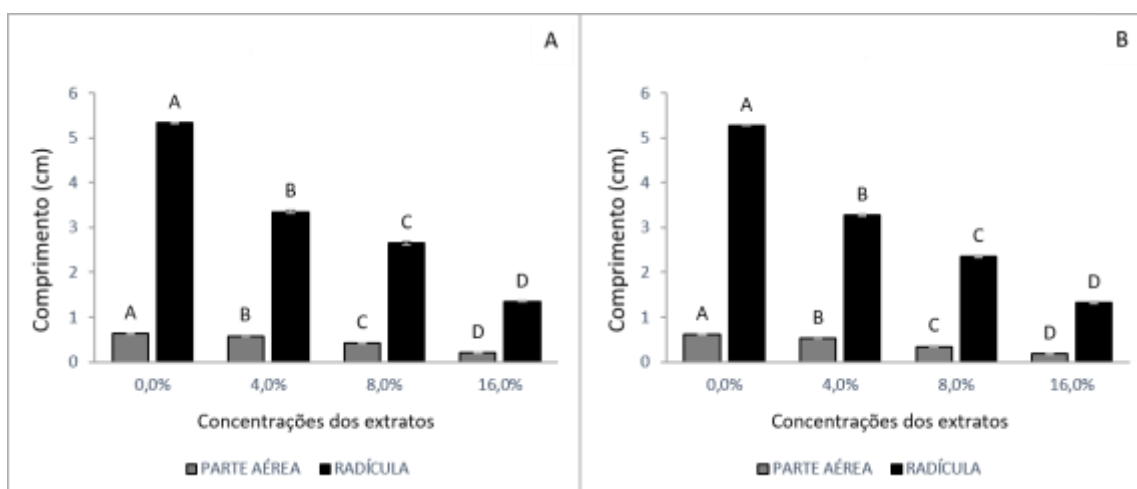 A
Comprimento (cm)
6
5
4
3
2
1
0
A
A
B
B
C
C
D
D
0,0% 4,0% 8,0% 16,0%
Concentrações dos extratos
PARTE AÉREA RADÍCULA
B
Comprimento (cm)
6
5
4
3
2
1
0
A
A
B
B
C
C
D
D
0,0% 4,0% 8,0% 16,0%
Concentrações dos extratos
PARTE AÉREA RADÍCULA